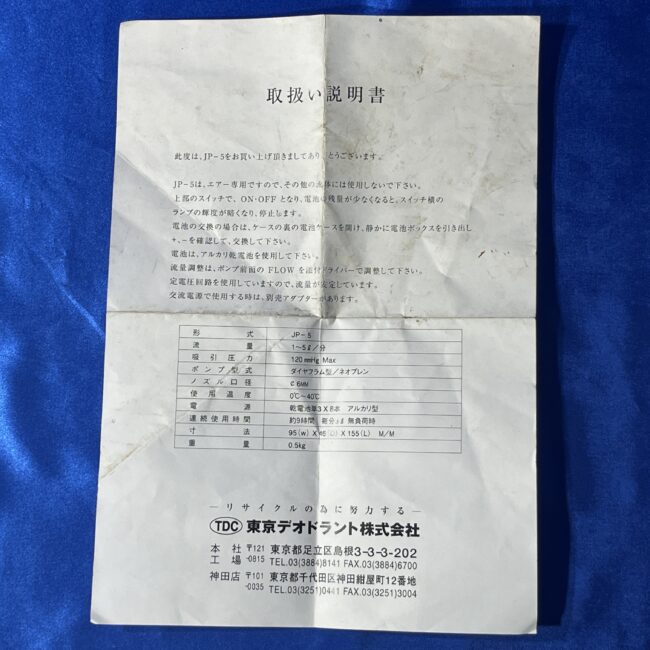 取扱い説明書
此度は、JP-5をお買い上げ頂きましてありがとうございます。
JP-5は、エアー専用ですので、その他の流体には使用しないで下さい。
上部のスイッチで、ON・OFFとなり、電池の残量が少なくなると、スイッチ横の
ランプの輝度が暗くなり、停止します。
電池の交換の場合は、ケースの裏の電池ケースを開け、静かに電池ボックスを引き出し
+、-を確認して、交換して下さい。
電池は、アルカリ乾電池を使用して下さい。
流量調整は、ポンプ前面のFLOWを添付ドライバーで調整して下さい。
定電圧回路を使用していますので、流量が安定しています。
交流電源で使用する時は、別売アダプターがあります。
形式 JP-5
流量 1〜5ℓ/分
吸引圧力 120mmHg Max
ポンプ型式 ダイヤフラム型/ネオプレン
ノズル口径 ¢6MM
使用温度 0℃〜40℃
電源 乾電池単3X8本 アルカリ型
連続使用時間 約9時間 無負荷時
寸法 95(w)X46(D)X155(L) M/M
重量 0.5kg
―リサイクルの為に努力する―
TDC 東京デオドラント株式会社
本社 〒121 東京都足立区島根3-3-3-202
工場 -0815 TEL.03(3884)8141 FAX.03(3884)6700
神田店 〒101 東京都千代田区神田紺屋町12番地
-0035 TEL.03(3251)0441 FAX.03(3251)3004